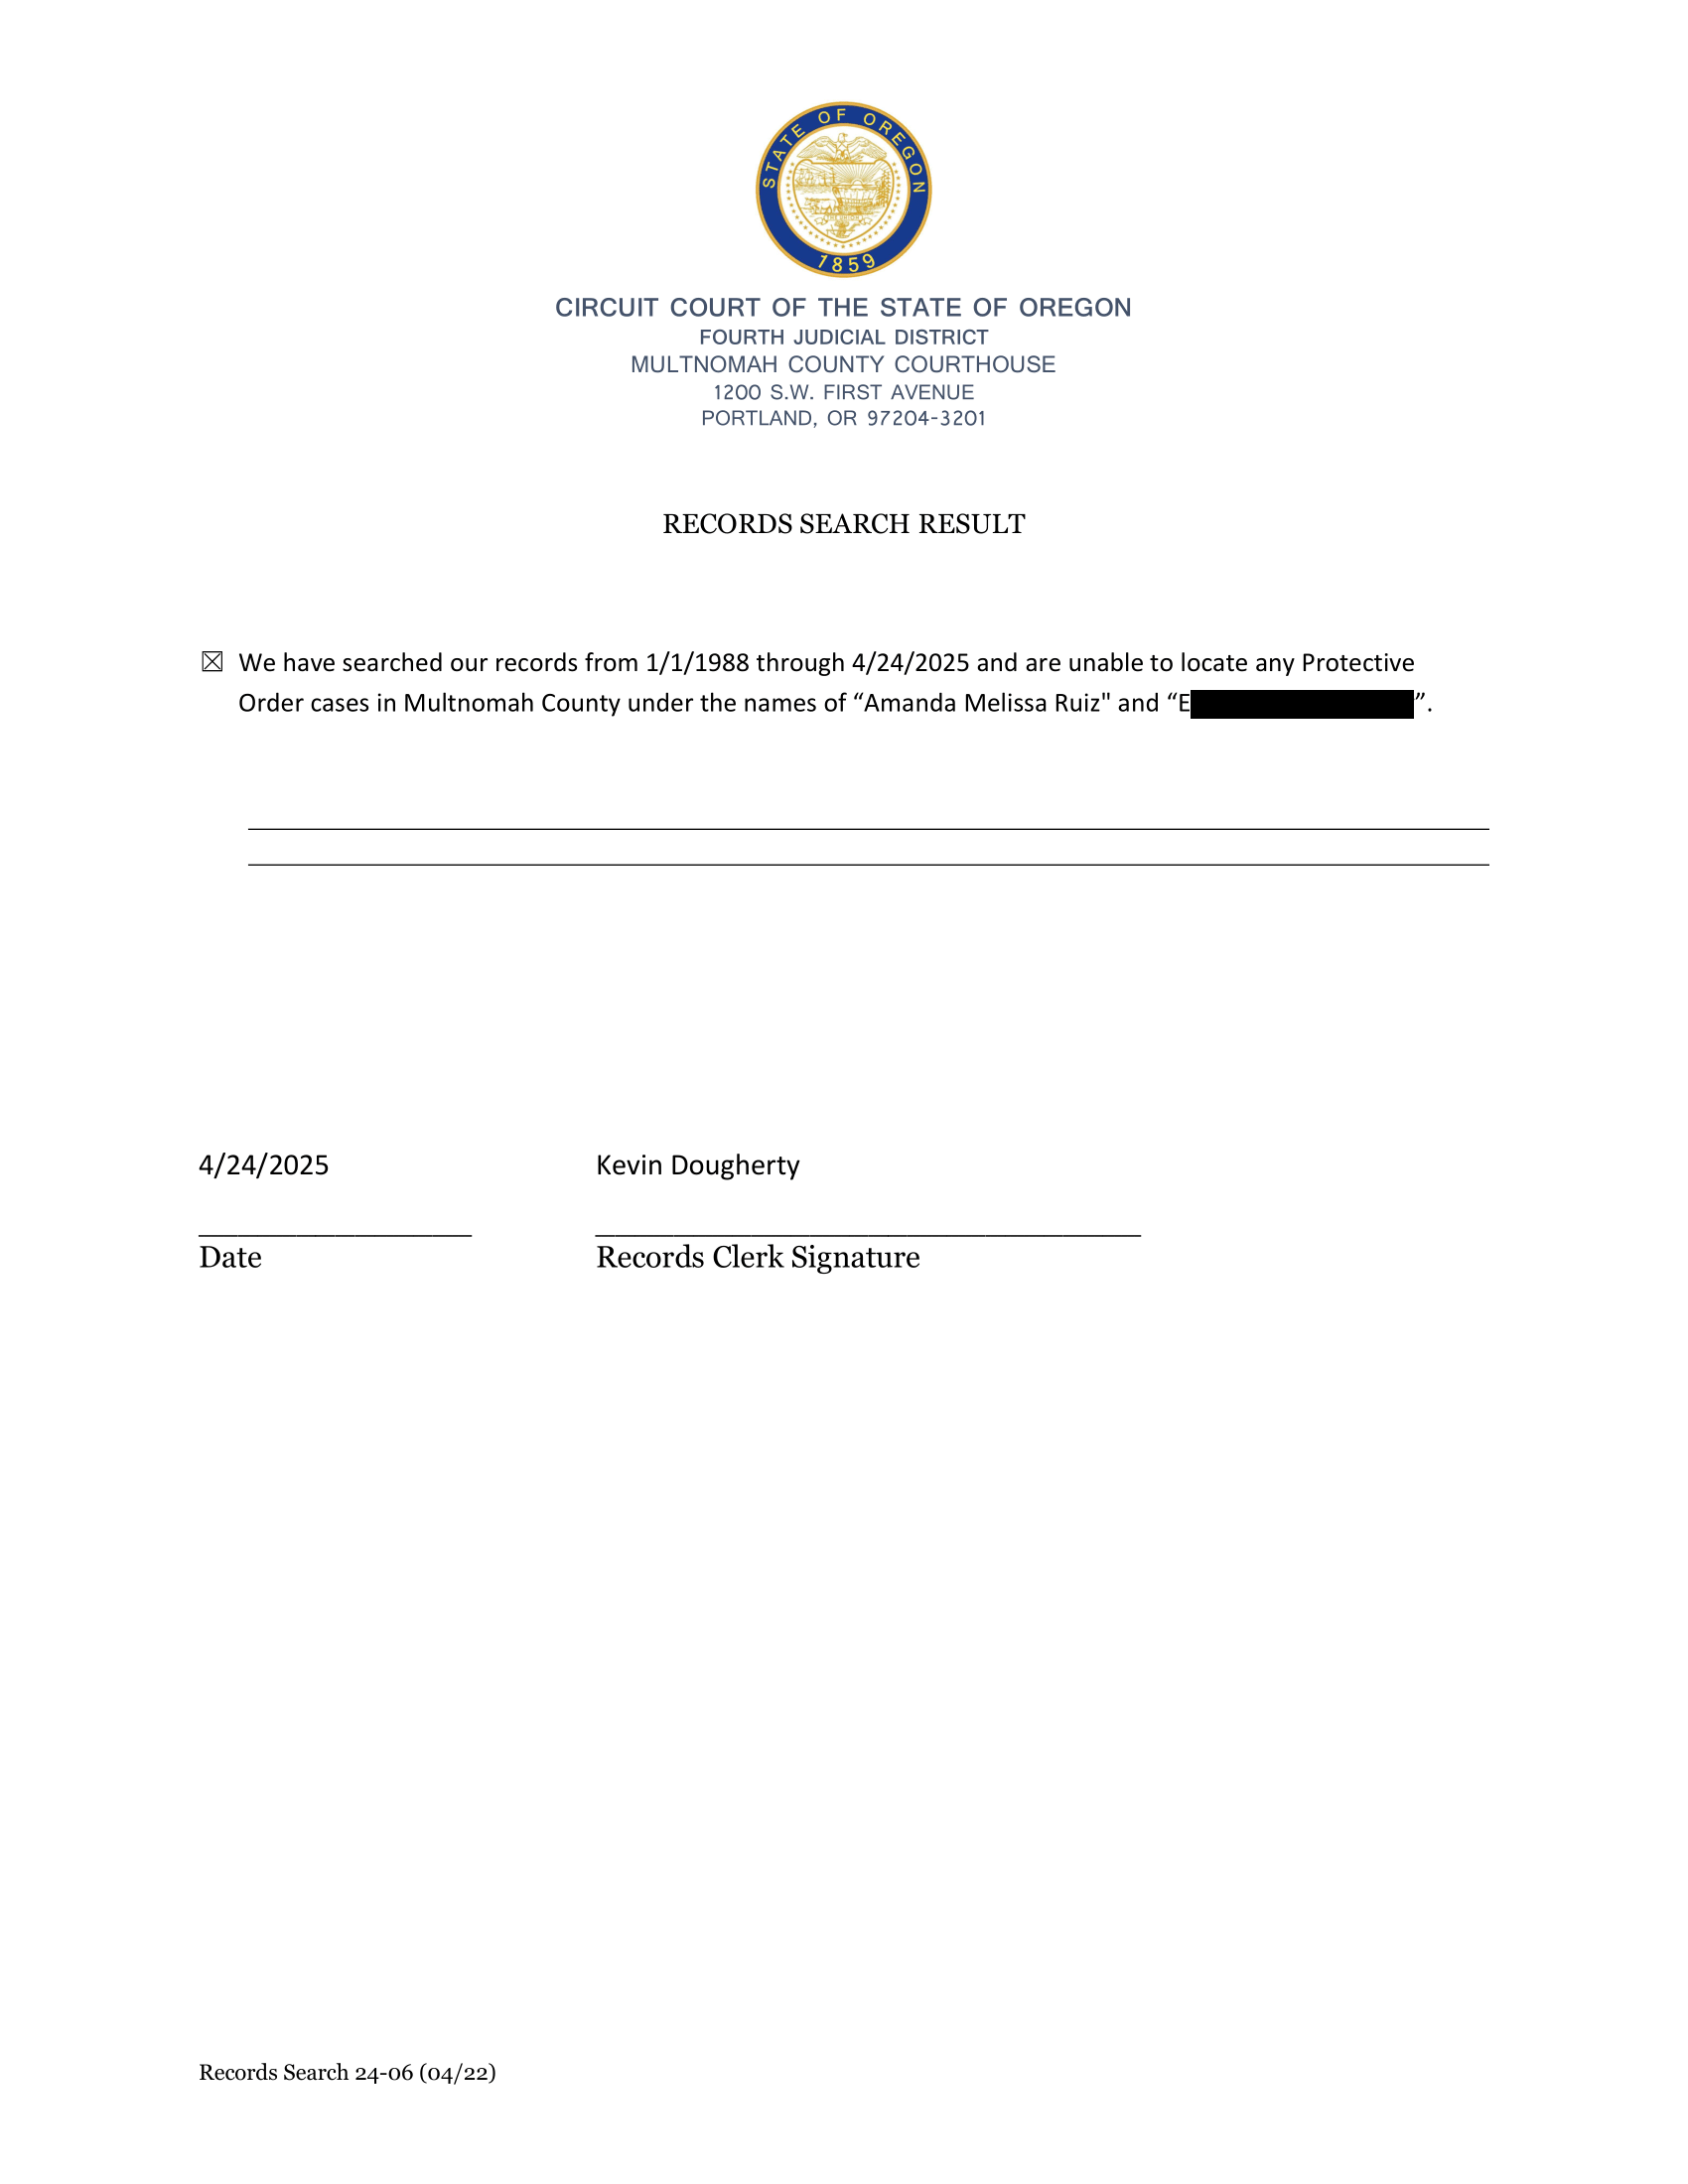 STATE OF OREGON
1859
CIRCUIT COURT OF THE STATE OF OREGON
FOURTH JUDICIAL DISTRICT
MULTNOMAH COUNTY COURTHOUSE
1200 S.W. FIRST AVENUE
PORTLAND, OR 97204-3201
RECORDS SEARCH RESULT
☒ We have searched our records from 1/1/1988 through 4/24/2025 and are unable to locate any Protective
Order cases in Multnomah County under the names of “Amanda Melissa Ruiz" and “E ”.
4/24/2025 Kevin Dougherty
Date Records Clerk Signature
Records Search 24-06 (04/22)